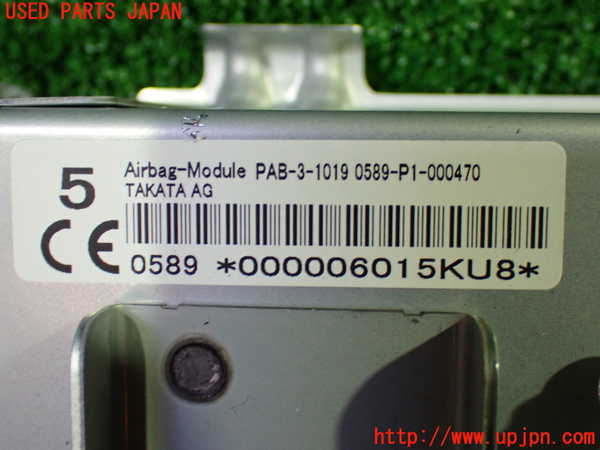 USED PARTS JAPAN
5
Airbag-Module PAB-3-1019 0589-P1-000470
TAKATA AG
CE 0589 *000006015KU8*
http://www.upjpn.com/